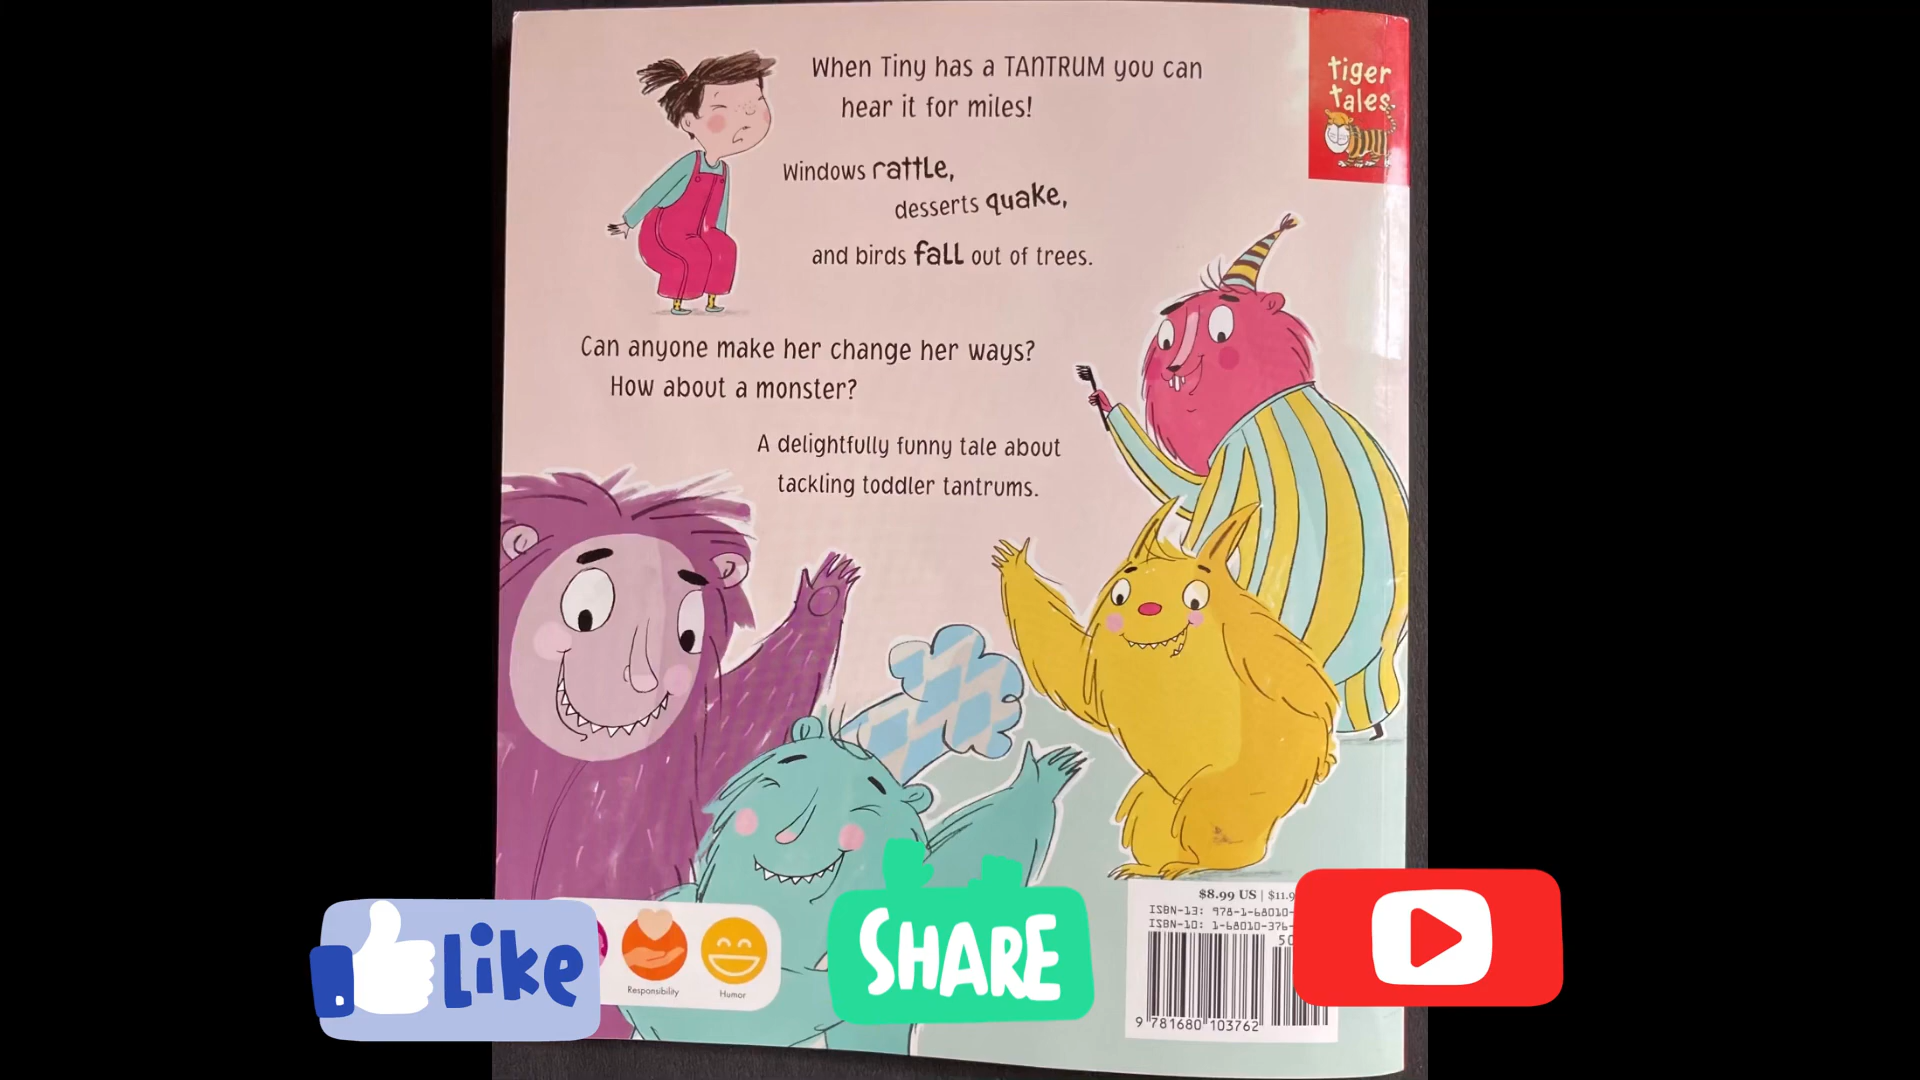 When Tiny has a TANTRUM you can
hear it for miles!
tiger
tales
Windows rattle,
desserts quake,
and birds fall out of trees.
Can anyone make her change her ways?
How about a monster?
A delightfully funny tale about
tackling toddler tantrums.
$8.99 US | $11.9
ISBN-13: 978-1-68010-
ISBN-10: 1-68010-376-
50
Like
SHARE
Responsibility
Humor
9 781680 103762